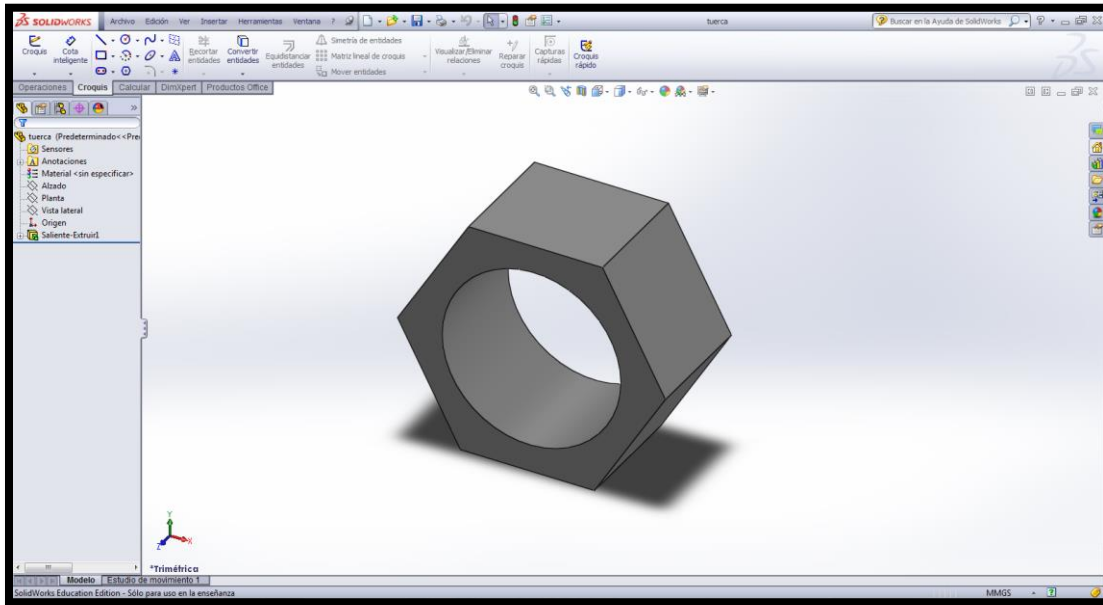 SOLIDWORKS Archivo Edición Ver Insertar Herramientas Ventana ? tuerca Buscar en la Ayuda de SolidWorks
Croquis
Cota inteligente
Recortar entidades
Convertir entidades
Equidistanciar entidades
Simetría de entidades
Matriz lineal de croquis
Mover entidades
Visualizar/Eliminar relaciones
Reparar croquis
Capturas rápidas
Croquis rápido
Operaciones Croquis Calcular DimXpert Productos Office
tuerca (Predeterminado<<Pre
Sensores
Anotaciones
Material <sin especificar>
Alzado
Planta
Vista lateral
Origen
Saliente-Extruir1
Y
X
Z
*Trimétrica
Modelo Estudio de movimiento 1
SolidWorks Education Edition - Sólo para uso en la enseñanza MMGS